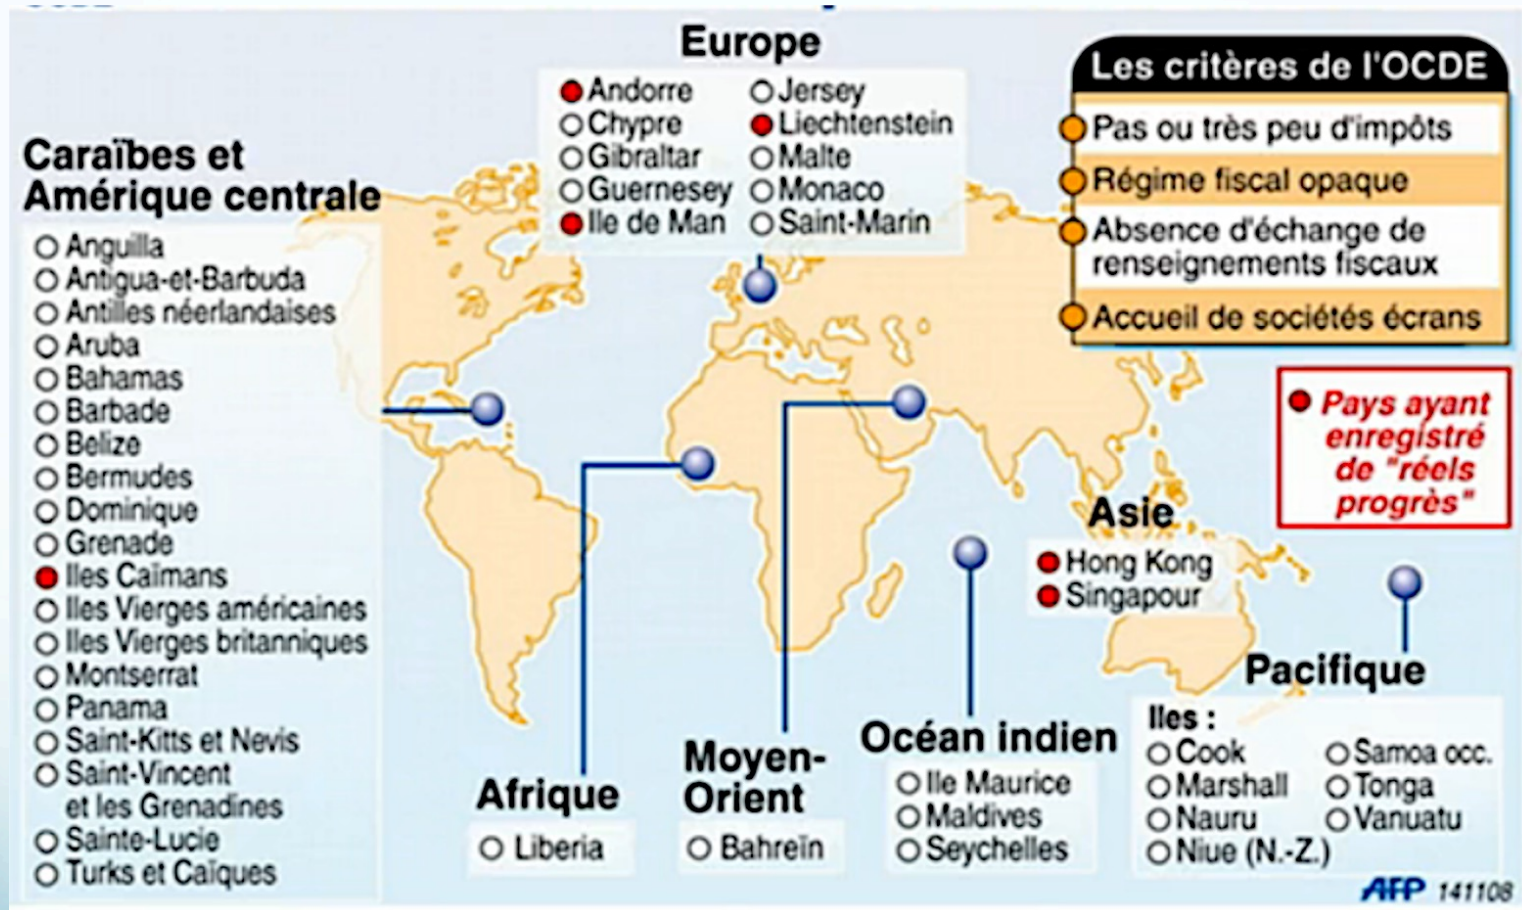 Europe
Andorre
Chypre
Gibraltar
Guernesey
Ile de Man
Jersey
Liechtenstein
Malte
Monaco
Saint-Marin
Les critères de l'OCDE
Pas ou très peu d'impôts
Régime fiscal opaque
Absence d'échange de
renseignements fiscaux
Accueil de sociétés écrans
Pays ayant
enregistré
de "réels
progrès"
Caraïbes et
Amérique centrale
Anguilla
Antigua-et-Barbuda
Antilles néerlandaises
Aruba
Bahamas
Barbade
Belize
Bermudes
Dominique
Grenade
Iles Caïmans
Iles Vierges américaines
Iles Vierges britanniques
Montserrat
Panama
Saint-Kitts et Nevis
Saint-Vincent
et les Grenadines
Sainte-Lucie
Turks et Caïques
Afrique
Liberia
Moyen-
Orient
Bahreïn
Océan indien
Ile Maurice
Maldives
Seychelles
Asie
Hong Kong
Singapour
Pacifique
Iles :
Cook
Marshall
Nauru
Niue (N.-Z.)
Samoa occ.
Tonga
Vanuatu
AFP 141108